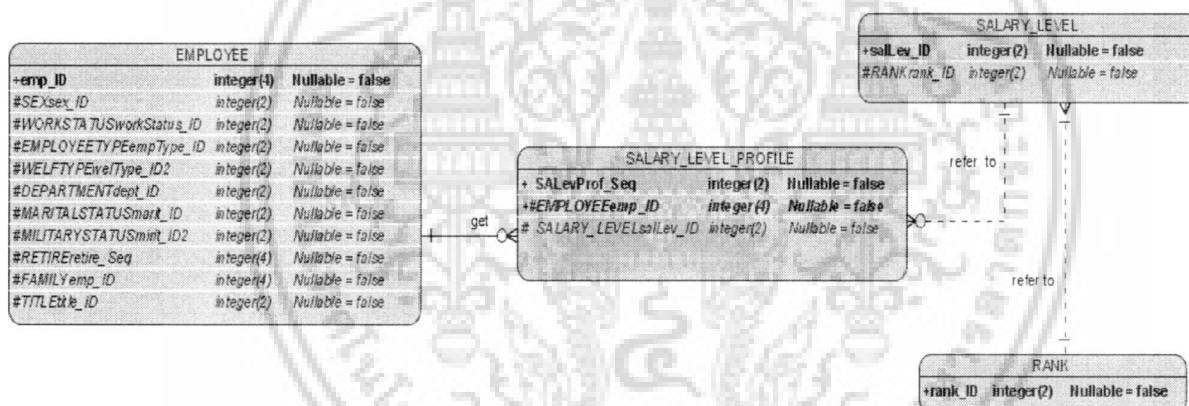 EMPLOYEE
+emp_ID integer(4) Nullable = false
#SEXsex_ID integer(2) Nullable = false
#WORKSTATUSworkStatus_ID integer(2) Nullable = false
#EMPLOYEETYPEempType_ID integer(2) Nullable = false
#WELFTYPEwelType_ID2 integer(2) Nullable = false
#DEPARTMENTdept_ID integer(2) Nullable = false
#MARITALSTATUSmarit_ID integer(2) Nullable = false
#MILITARYSTATUSmirit_ID2 integer(2) Nullable = false
#RETIREretire_Seq integer(4) Nullable = false
#FAMILYemp_ID integer(4) Nullable = false
#TITLEtitle_ID integer(2) Nullable = false
get
SALARY_LEVEL_PROFILE
+ SALevProf_Seq integer(2) Nullable = false
+#EMPLOYEEemp_ID integer(4) Nullable = false
# SALARY_LEVELsalLev_ID integer(2) Nullable = false
SALARY_LEVEL
+salLev_ID integer(2) Nullable = false
#RANKrank_ID integer(2) Nullable = false
refer to
refer to
RANK
+rank_ID integer(2) Nullable = false